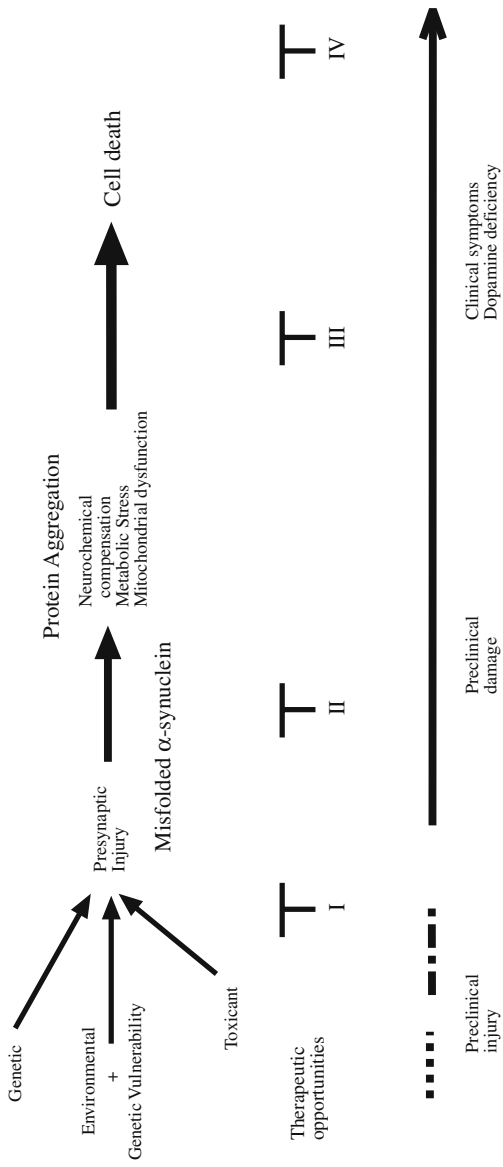 Genetic
Environmental
+
Genetic Vulnerability
Toxicant
Presynaptic
Injury
Misfolded α-synuclein
Protein Aggregation
Neurochemical
compensation
Metabolic Stress
Mitochondrial dysfunction
Cell death
Therapeutic
opportunities
I
II
III
IV
Preclinical
injury
Preclinical
damage
Clinical symptoms
Dopamine deficiency